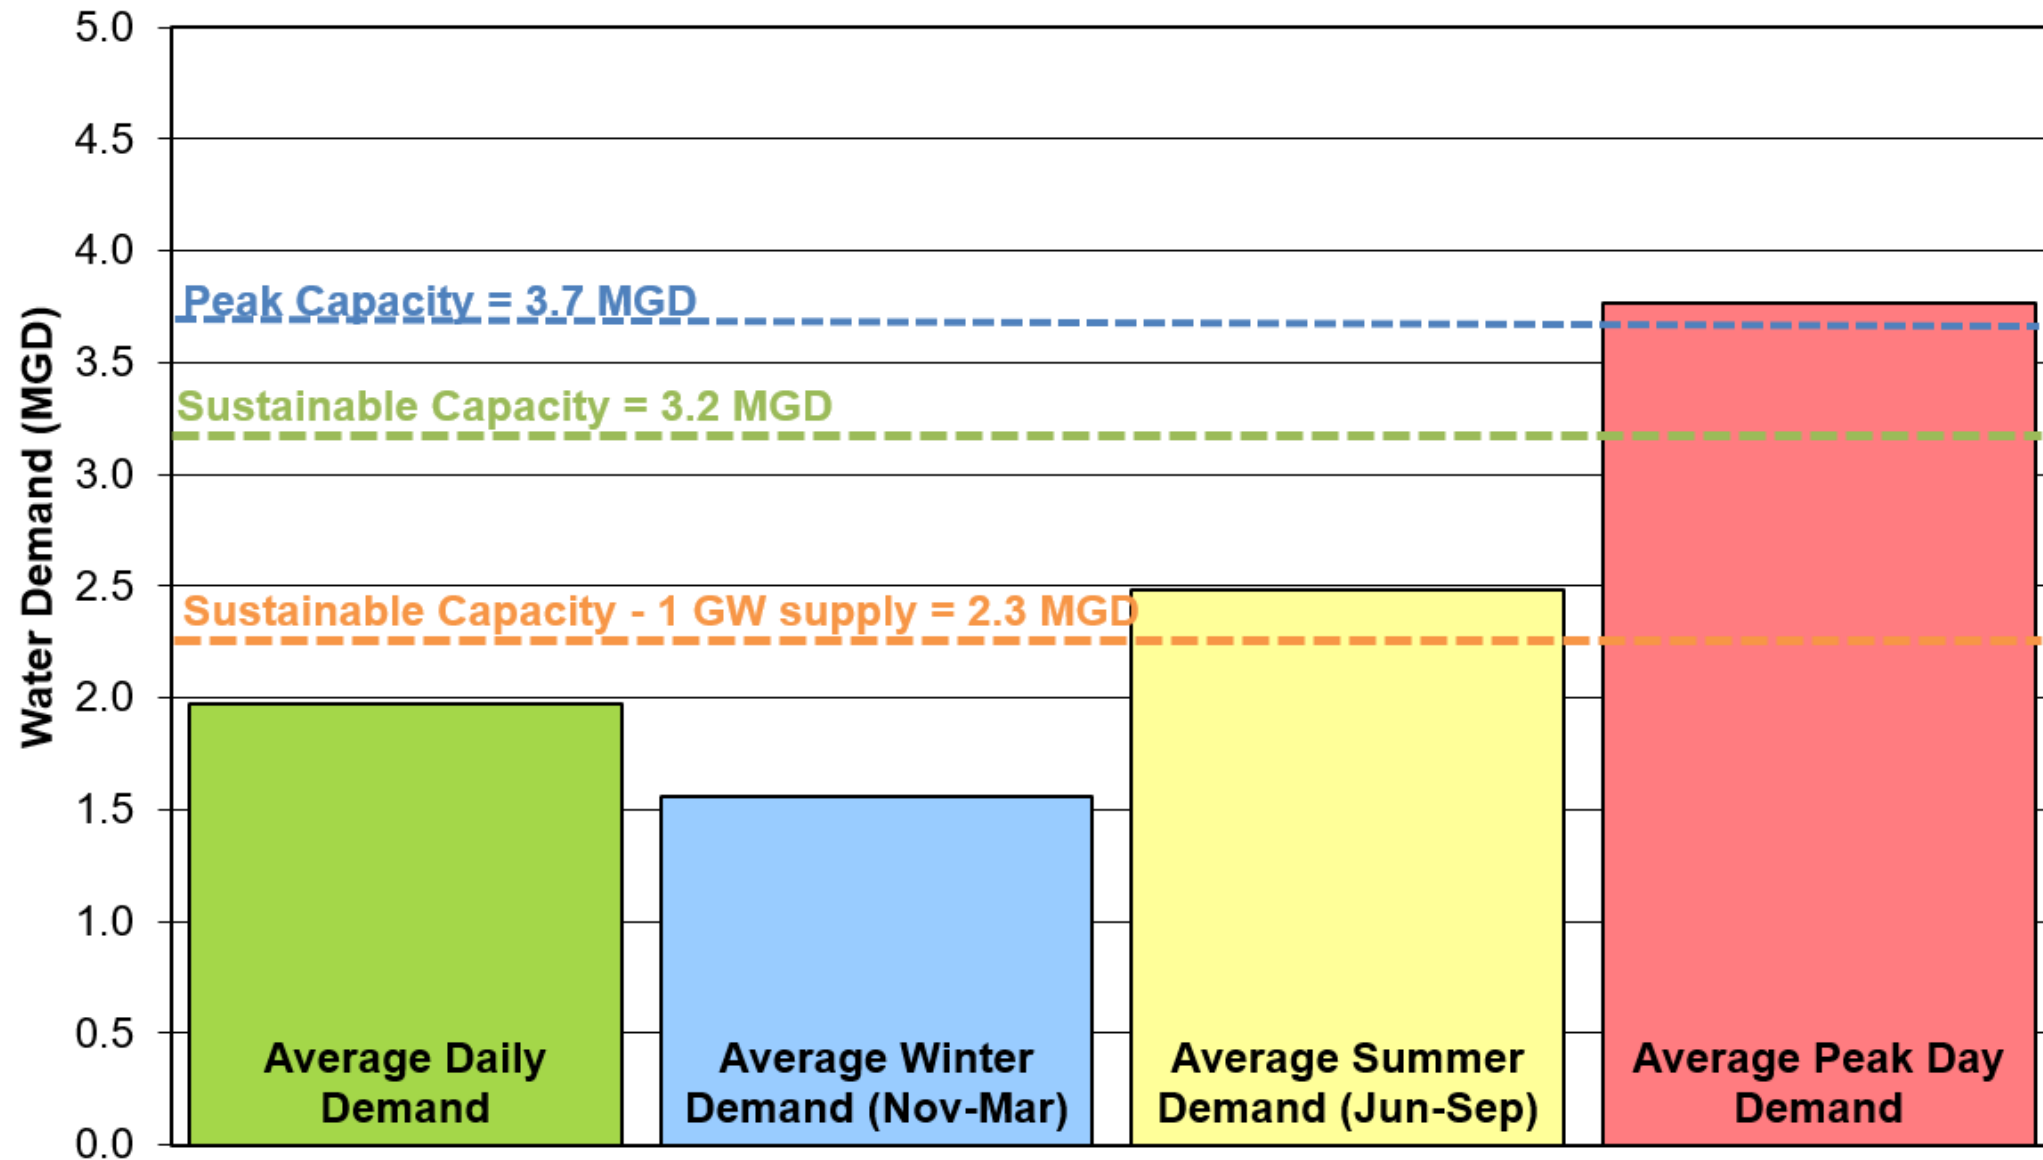 Water Demand (MGD)
5.0
4.5
4.0
3.5
3.0
2.5
2.0
1.5
1.0
0.5
0.0
Peak Capacity = 3.7 MGD
Sustainable Capacity = 3.2 MGD
Sustainable Capacity - 1 GW supply = 2.3 MGD
Average Daily
Demand
Average Winter
Demand (Nov-Mar)
Average Summer
Demand (Jun-Sep)
Average Peak Day
Demand